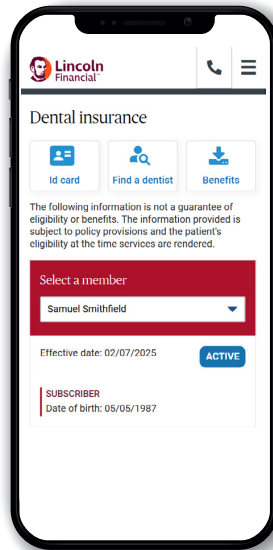 Lincoln
Financial™
Dental insurance
Id card
Find a dentist
Benefits
The following information is not a guarantee of
eligibility or benefits. The information provided is
subject to policy provisions and the patient's
eligibility at the time services are rendered.
Select a member
Samuel Smithfield
Effective date: 02/07/2025
ACTIVE
SUBSCRIBER
Date of birth: 05/05/1987